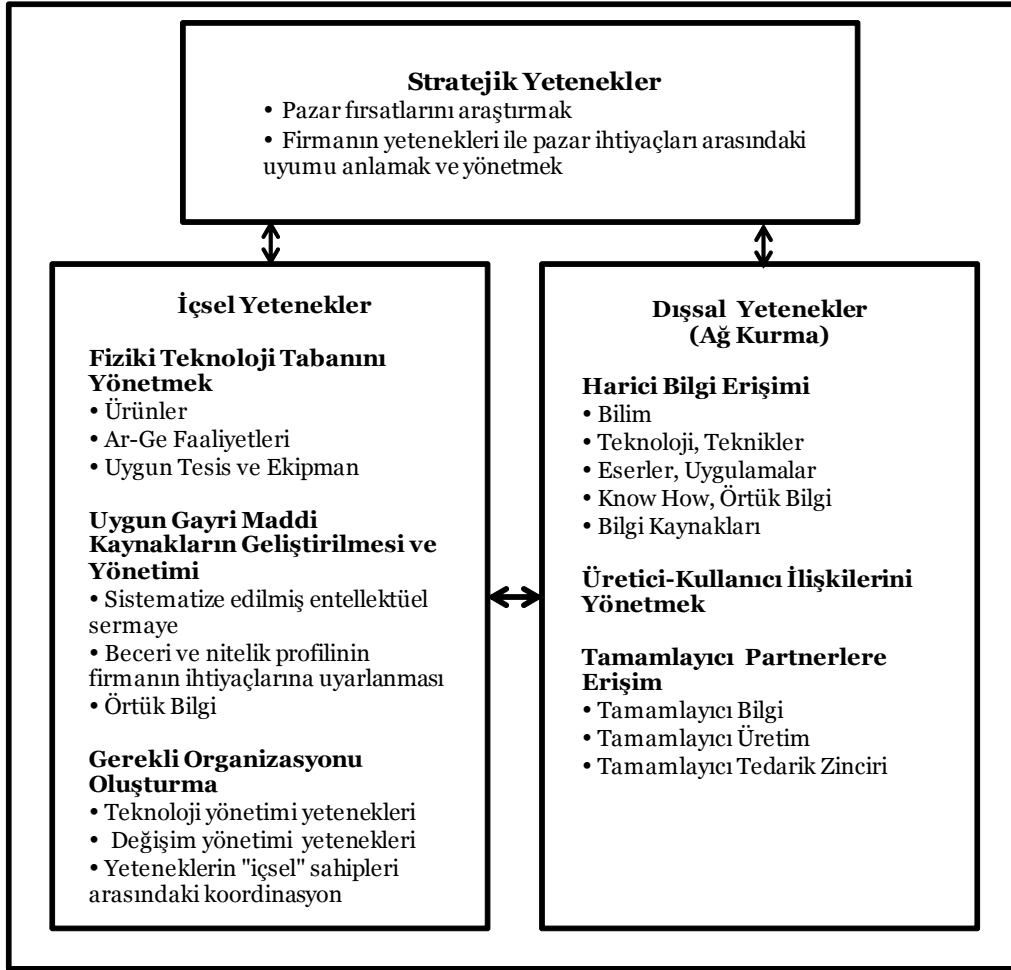 Stratejik Yetenekler
• Pazar fırsatlarını araştırmak
• Firmanın yetenekleri ile pazar ihtiyaçları arasındaki
uyumu anlamak ve yönetmek
İçsel Yetenekler
Fiziki Teknoloji Tabanını
Yönetmek
• Ürünler
• Ar-Ge Faaliyetleri
• Uygun Tesis ve Ekipman
Uygun Gayri Maddi
Kaynakların Geliştirilmesi ve
Yönetimi
• Sistematize edilmiş entellektüel
sermaye
• Beceri ve nitelik profilinin
firmanın ihtiyaçlarına uyarlanması
• Örtük Bilgi
Gerekli Organizasyonu
Oluşturma
• Teknoloji yönetimi yetenekleri
• Değişim yönetimi yetenekleri
• Yeteneklerin "içsel" sahipleri
arasındaki koordinasyon
Dışsal Yetenekler
(Ağ Kurma)
Harici Bilgi Erişimi
• Bilim
• Teknoloji, Teknikler
• Eserler, Uygulamalar
• Know How, Örtük Bilgi
• Bilgi Kaynakları
Üretici-Kullanıcı İlişkilerini
Yönetmek
Tamamlayıcı Partnerlere
Erişim
• Tamamlayıcı Bilgi
• Tamamlayıcı Üretim
• Tamamlayıcı Tedarik Zinciri